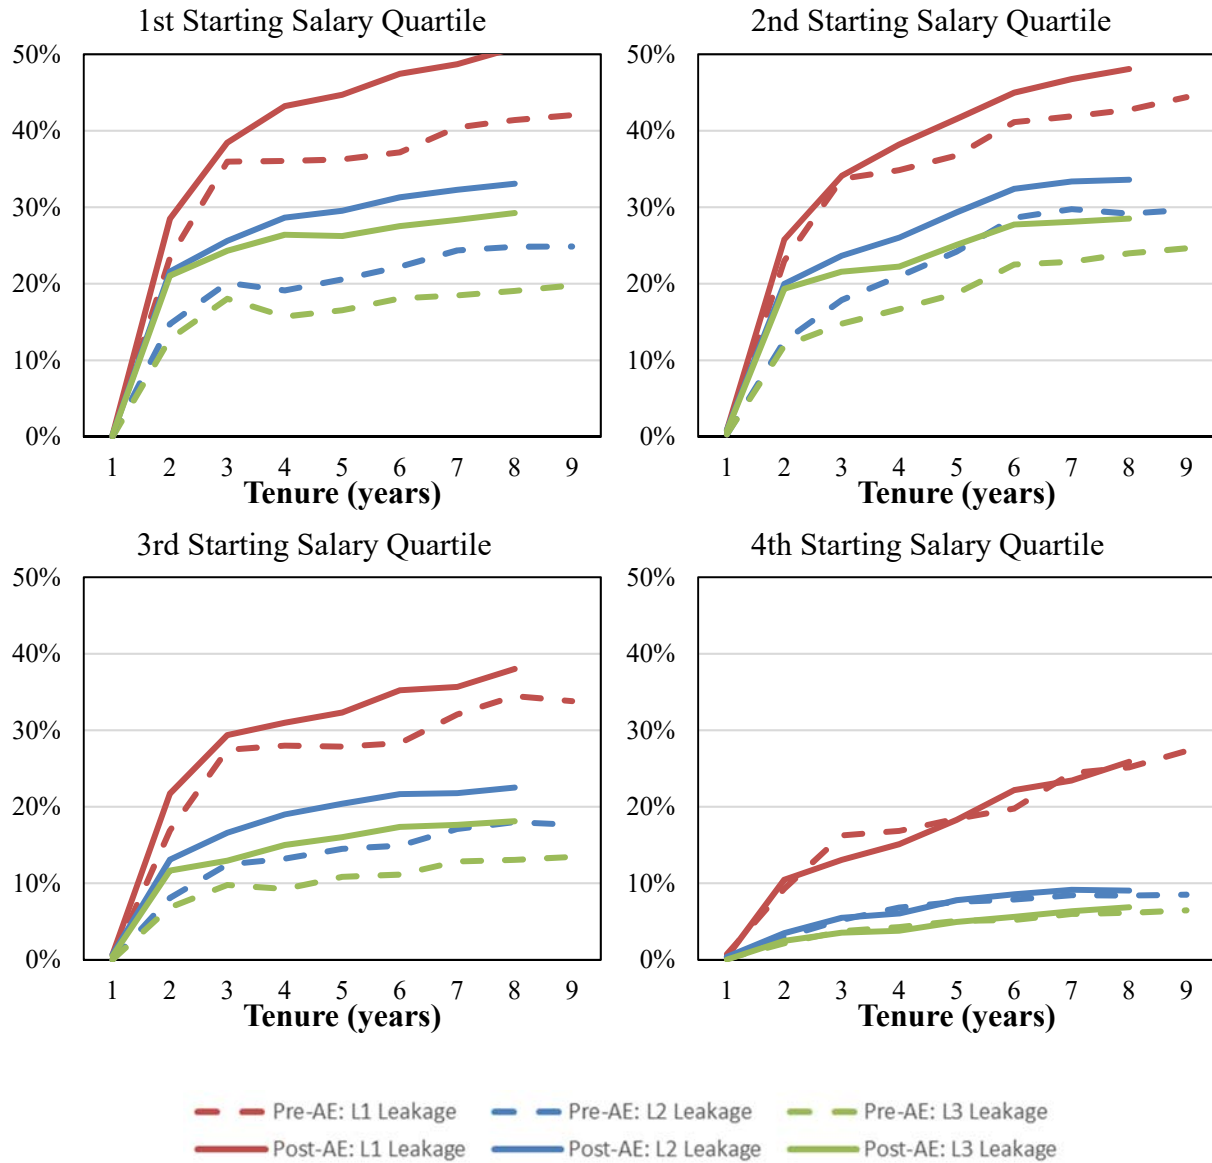 1st Starting Salary Quartile
50%
40%
30%
20%
10%
0%
1 2 3 4 5 6 7 8 9
Tenure (years)
2nd Starting Salary Quartile
50%
40%
30%
20%
10%
0%
1 2 3 4 5 6 7 8 9
Tenure (years)
3rd Starting Salary Quartile
50%
40%
30%
20%
10%
0%
1 2 3 4 5 6 7 8 9
Tenure (years)
4th Starting Salary Quartile
50%
40%
30%
20%
10%
0%
1 2 3 4 5 6 7 8 9
Tenure (years)
Pre-AE: L1 Leakage Pre-AE: L2 Leakage Pre-AE: L3 Leakage
Post-AE: L1 Leakage Post-AE: L2 Leakage Post-AE: L3 Leakage